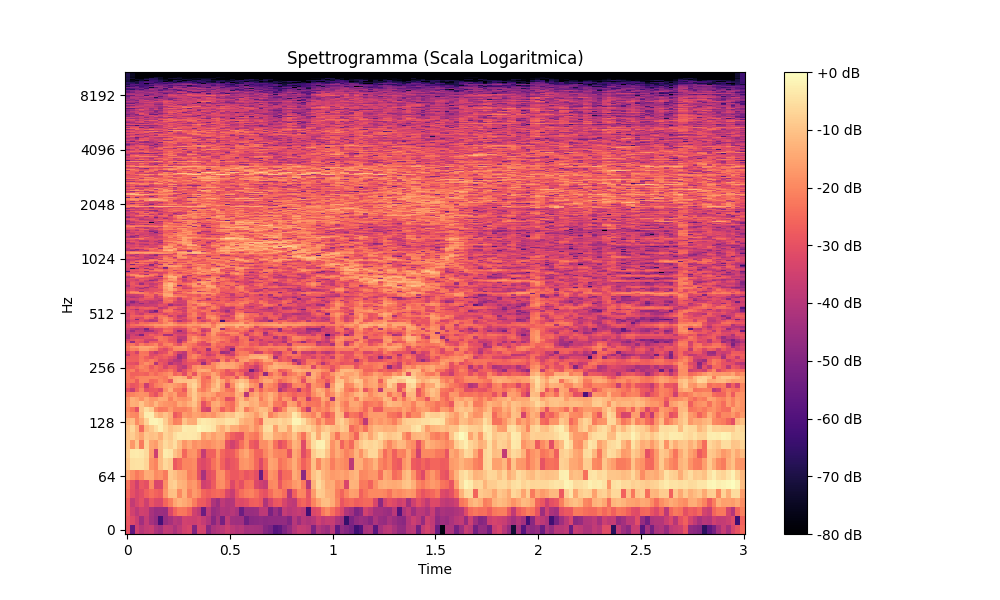 Spettrogramma (Scala Logaritmica)
8192
4096
2048
1024
512
256
128
64
0
Hz
0
0.5
1
1.5
2
2.5
3
Time
+0 dB
-10 dB
-20 dB
-30 dB
-40 dB
-50 dB
-60 dB
-70 dB
-80 dB